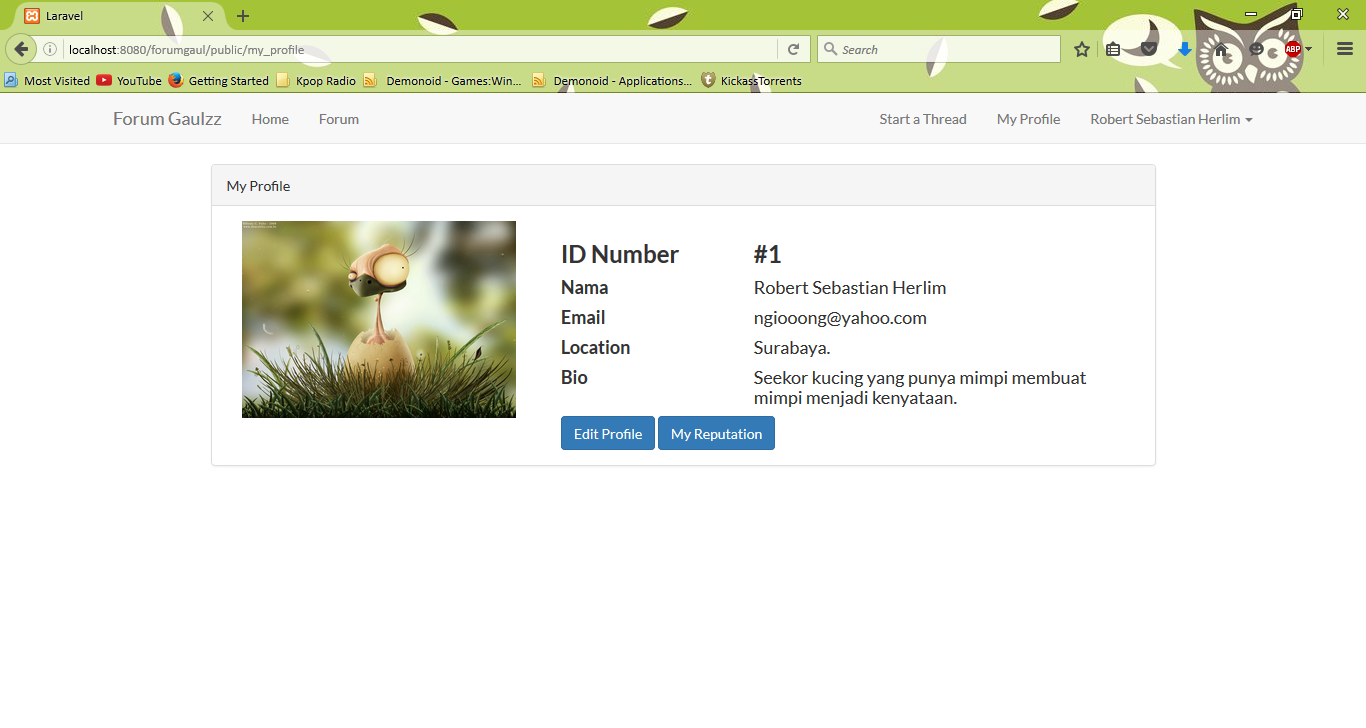 Laravel
localhost:8080/forumgaul/public/my_profile
Search
ABP
Most Visited YouTube Getting Started Kpop Radio Demonoid - Games:Win... Demonoid - Applications... KickassTorrents
Forum Gaulzz Home Forum Start a Thread My Profile Robert Sebastian Herlim
My Profile
ID Number #1
Nama Robert Sebastian Herlim
Email ngiooong@yahoo.com
Location Surabaya.
Bio Seekor kucing yang punya mimpi membuat
mimpi menjadi kenyataan.
Edit Profile My Reputation